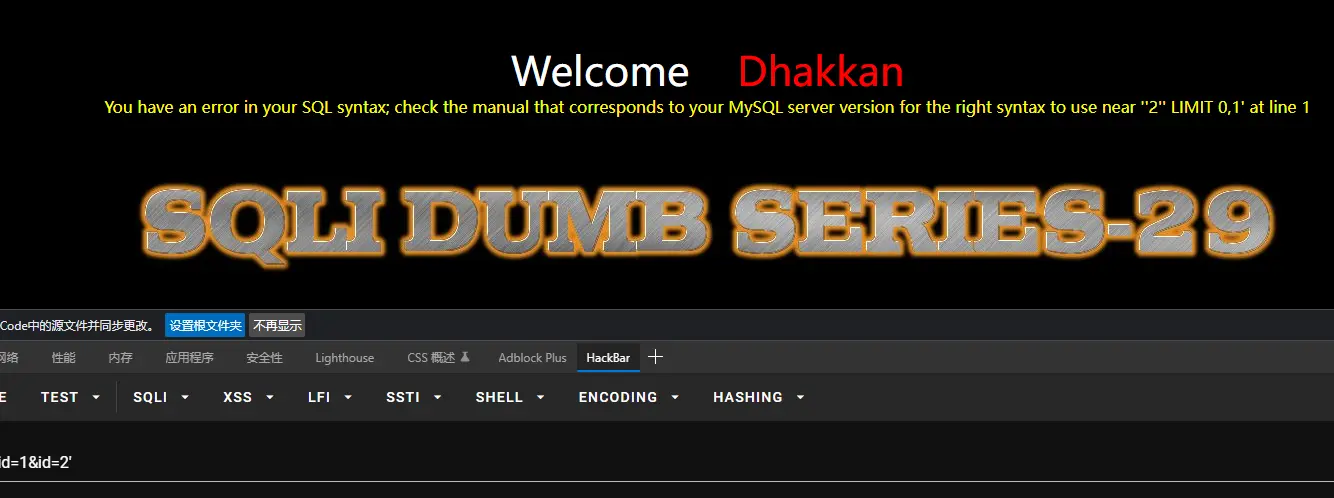 Welcome Dhakkan
You have an error in your SQL syntax; check the manual that corresponds to your MySQL server version for the right syntax to use near ''2'' LIMIT 0,1' at line 1
SQLI DUMB SERIES-29
Code中的源文件并同步更改。 设置根文件夹 不再显示
网络 性能 内存 应用程序 安全性 Lighthouse CSS 概述 Adblock Plus HackBar
E TEST SQLI XSS LFI SSTI SHELL ENCODING HASHING
id=1&id=2'